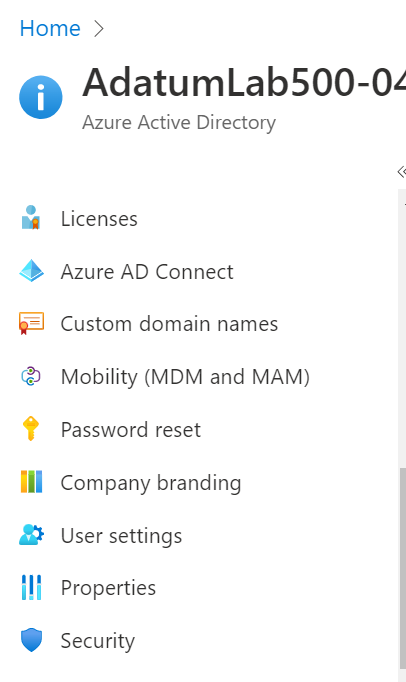 Home
AdatumLab500-04
Azure Active Directory
Licenses
Azure AD Connect
Custom domain names
Mobility (MDM and MAM)
Password reset
Company branding
User settings
Properties
Security